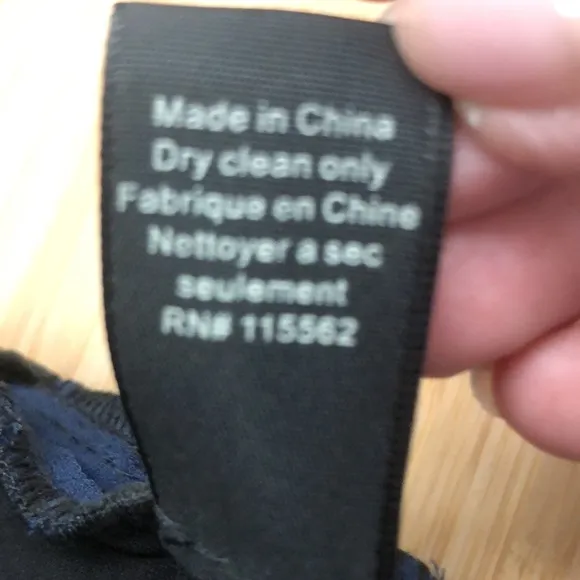 Made in China
Dry clean only
Fabrique en Chine
Nettoyer a sec
seulement
RN# 115562